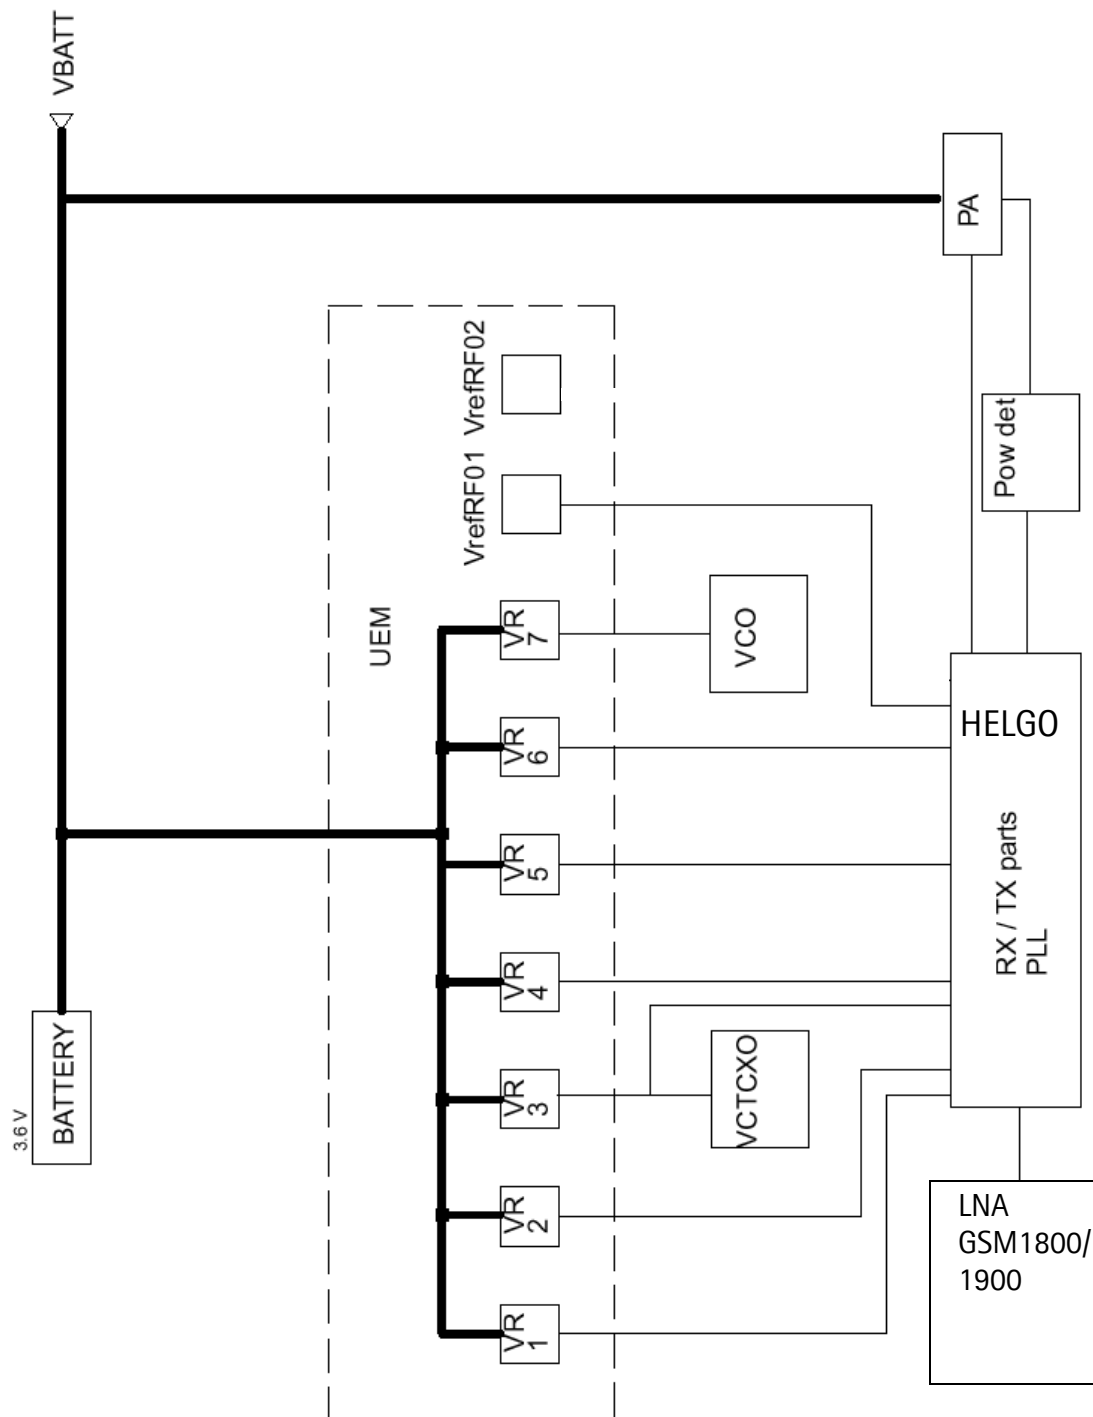 VBATT
PA
VrefRF01 VrefRF02
Pow det
UEM
VR
7
VCO
VR
6
HELGO
VR
5
RX / TX parts
PLL
VR
4
3.6 V
BATTERY
VR
3
VCTCXO
VR
2
LNA
GSM1800/
1900
VR
1